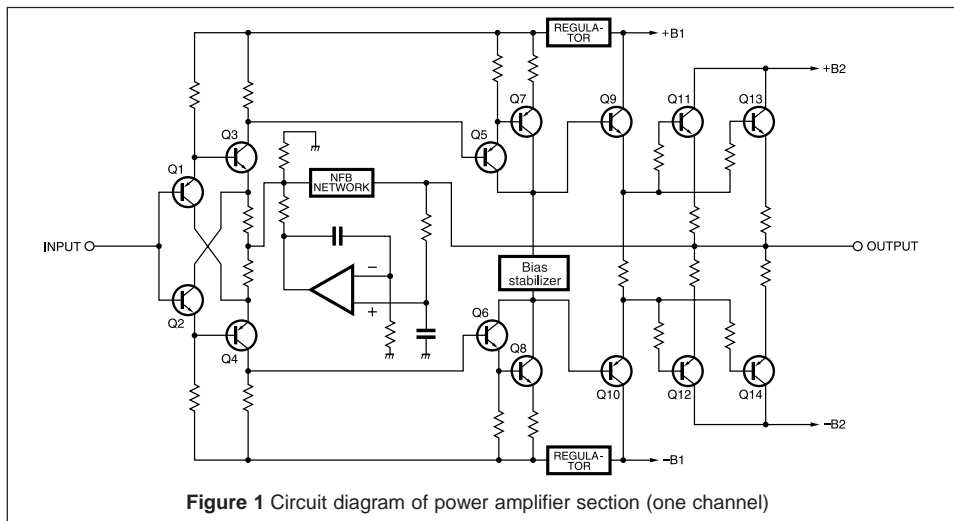 REGULA-
TOR
+B1
+B2
Q7
Q9
Q11
Q13
Q3
Q5
Q1
NFB
NETWORK
INPUT
OUTPUT
Bias
stabilizer
−
+
Q2
Q6
Q4
Q8
Q10
Q12
Q14
−B2
REGULA-
TOR
−B1
Figure 1 Circuit diagram of power amplifier section (one channel)